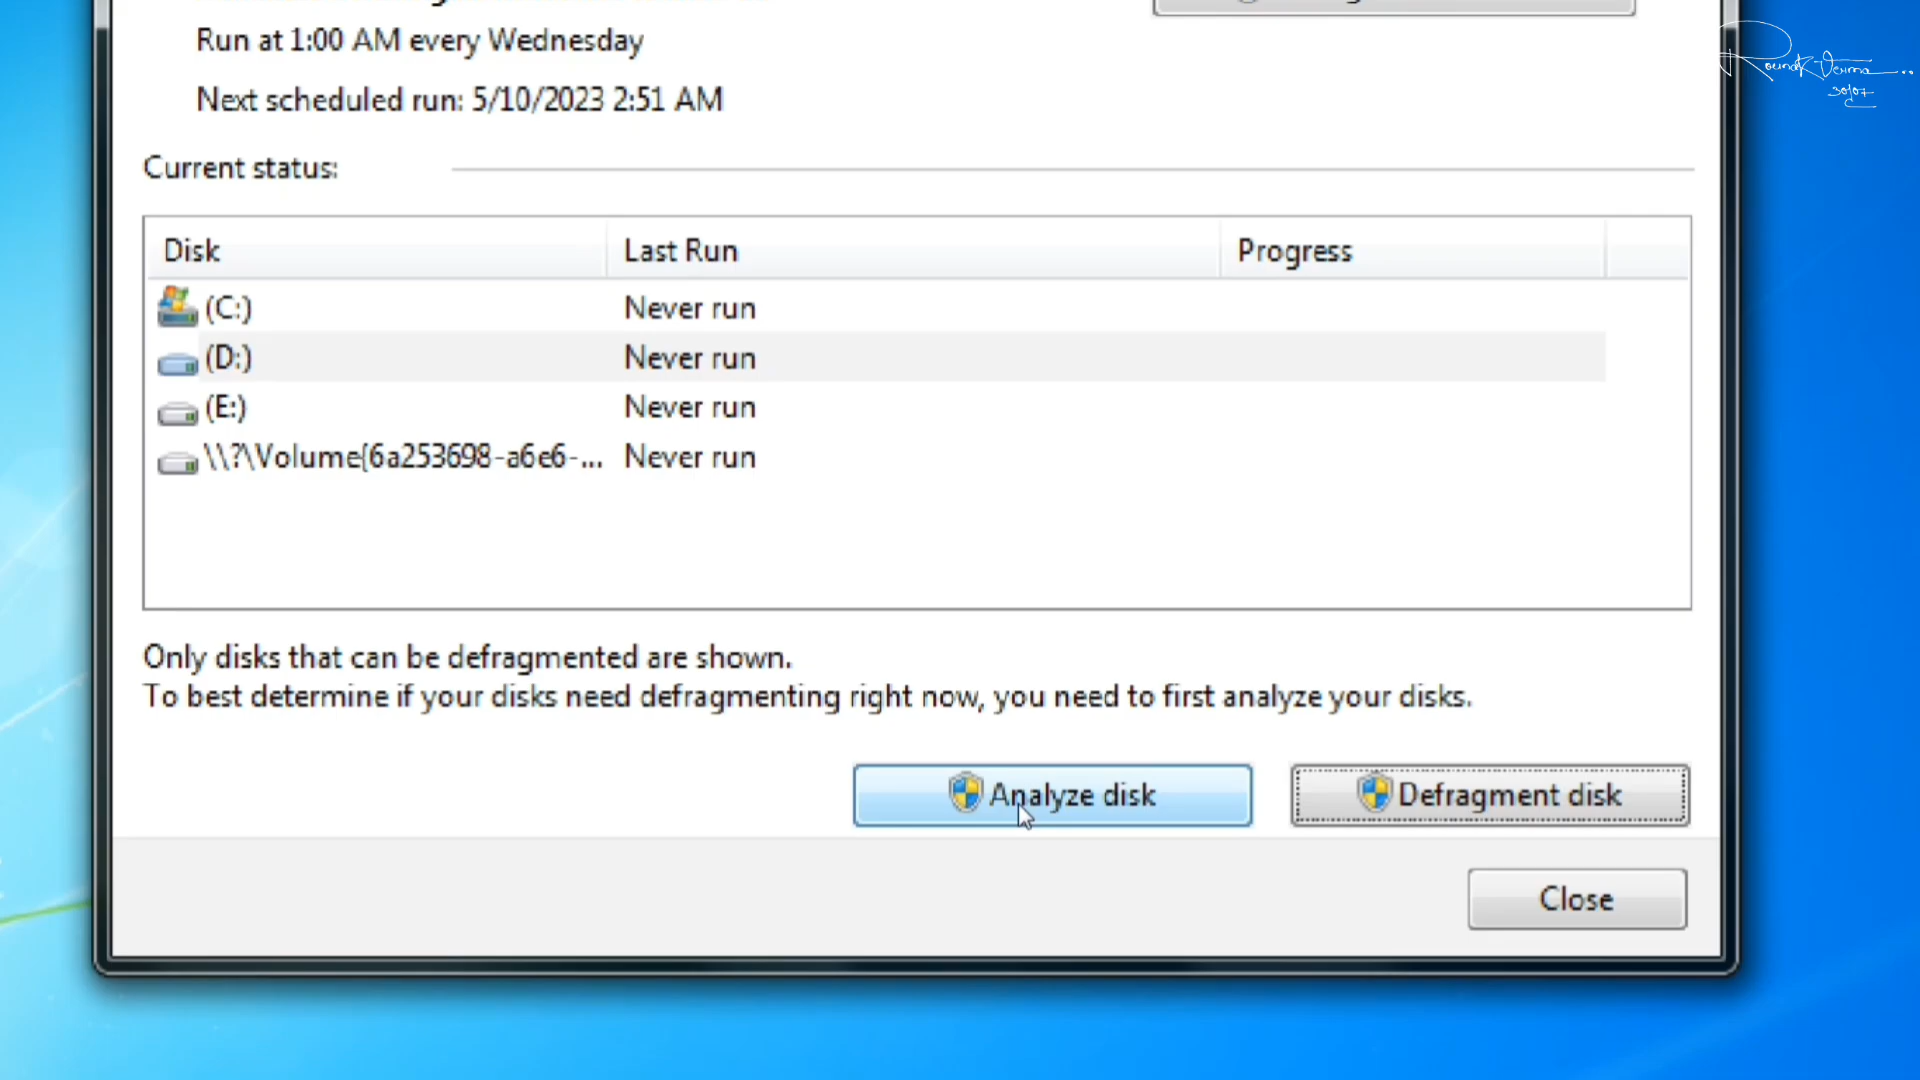 Run at 1:00 AM every Wednesday
Next scheduled run: 5/10/2023 2:51 AM
Current status:
Disk Last Run Progress
(C:) Never run
(D:) Never run
(E:) Never run
\\?\Volume{6a253698-a6e6-... Never run
Only disks that can be defragmented are shown.
To best determine if your disks need defragmenting right now, you need to first analyze your disks.
Analyze disk Defragment disk
Close